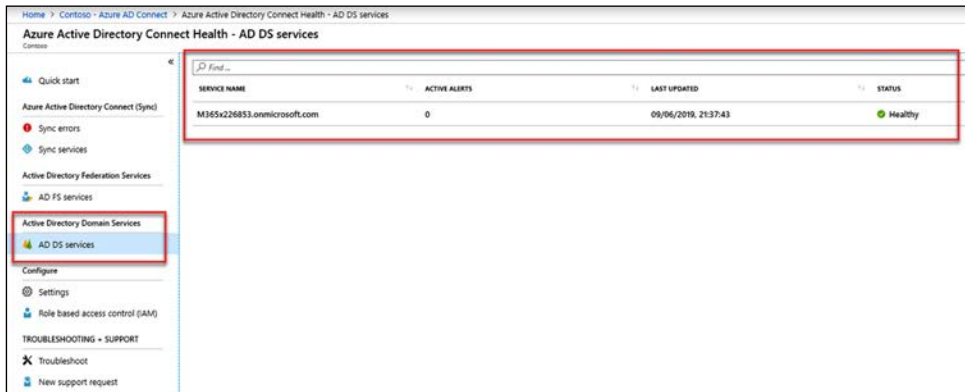 Home > Contoso - Azure AD Connect > Azure Active Directory Connect Health - AD DS services
Azure Active Directory Connect Health - AD DS services
Contoso
«
Quick start
Azure Active Directory Connect (Sync)
Sync errors
Sync services
Active Directory Federation Services
AD FS services
Active Directory Domain Services
AD DS services
Configure
Settings
Role based access control (IAM)
TROUBLESHOOTING + SUPPORT
Troubleshoot
New support request
Find ...
SERVICE NAME ACTIVE ALERTS LAST UPDATED STATUS
M365x226853.onmicrosoft.com 0 09/06/2019, 21:37:43 Healthy